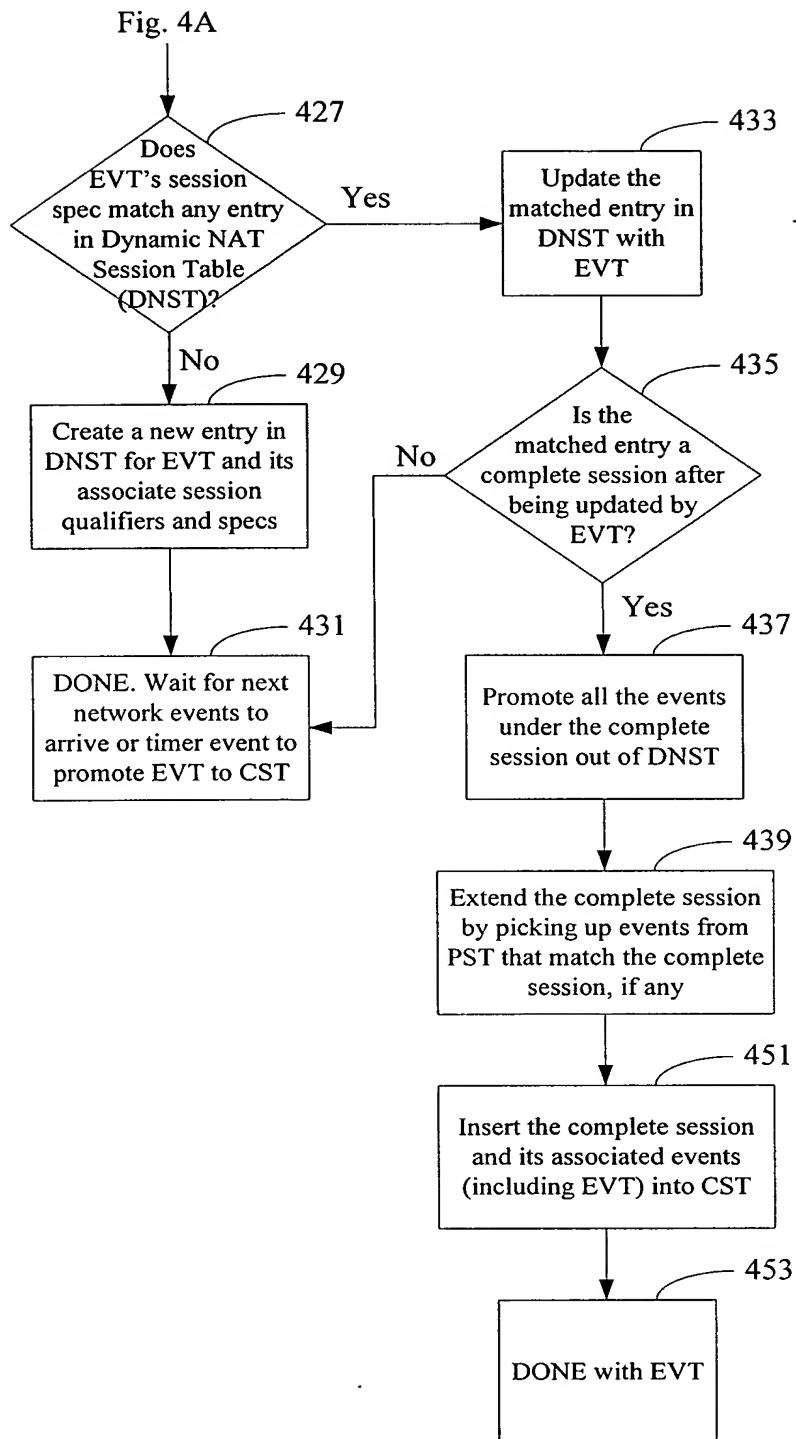 Fig. 4A
427
Does
EVT's session
spec match any entry
in Dynamic NAT
Session Table
(DNST)?
Yes
No
433
Update the
matched entry in
DNST with
EVT
429
Create a new entry in
DNST for EVT and its
associate session
qualifiers and specs
435
Is the
matched entry a
complete session after
being updated by
EVT?
No
Yes
431
DONE. Wait for next
network events to
arrive or timer event to
promote EVT to CST
437
Promote all the events
under the complete
session out of DNST
439
Extend the complete session
by picking up events from
PST that match the complete
session, if any
451
Insert the complete session
and its associated events
(including EVT) into CST
453
DONE with EVT